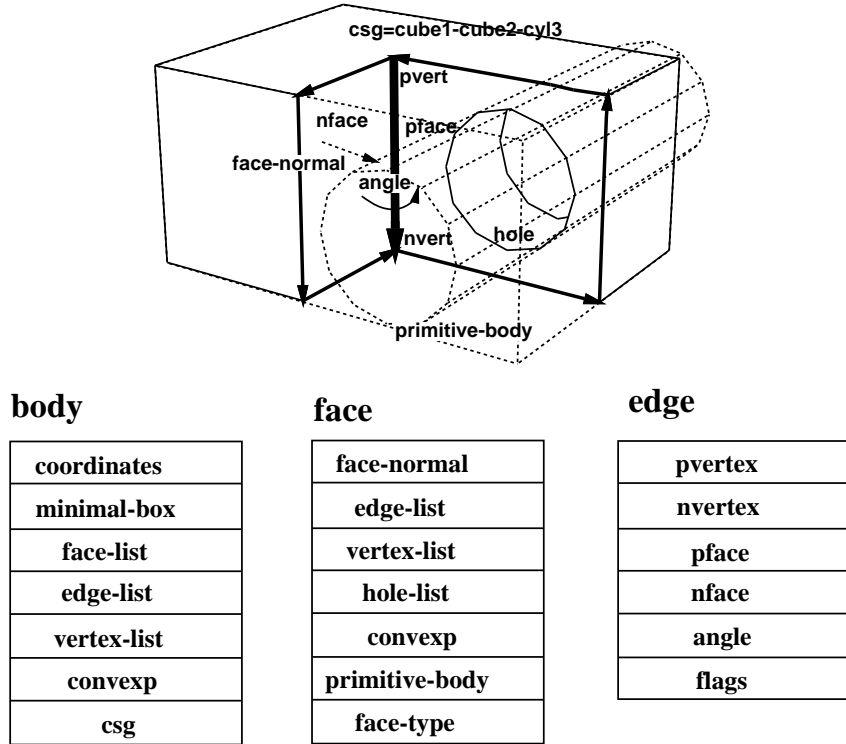 csg=cube1-cube2-cyl3
pvert
nface
pface
face-normal
angle
nvert
hole
primitive-body
body
coordinates
minimal-box
face-list
edge-list
vertex-list
convexp
csg
face
face-normal
edge-list
vertex-list
hole-list
convexp
primitive-body
face-type
edge
pvertex
nvertex
pface
nface
angle
flags